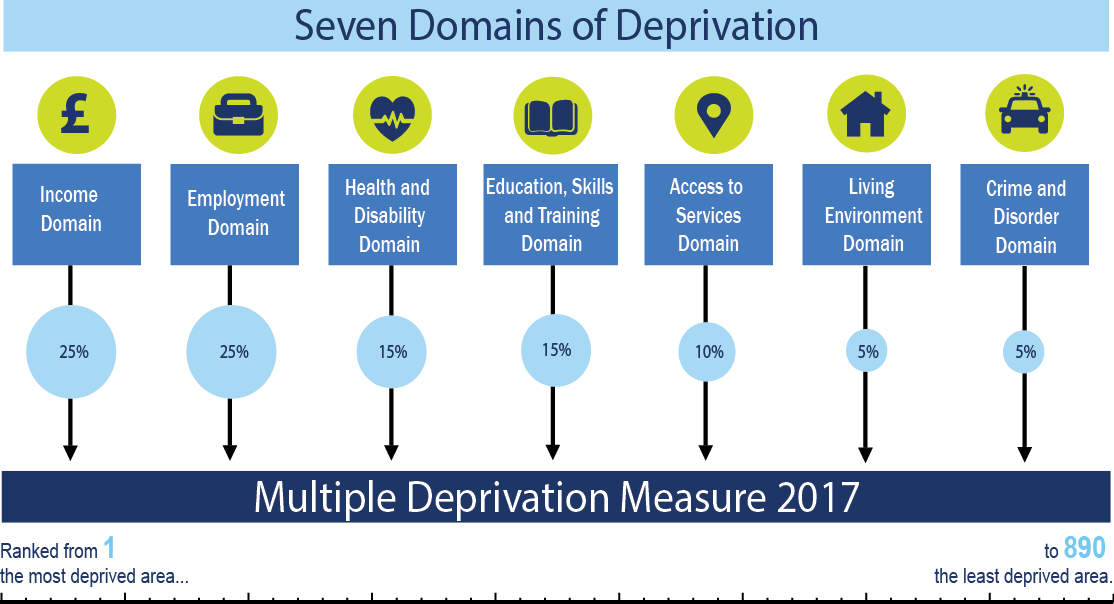 Seven Domains of Deprivation
£
Income
Domain
Employment
Domain
Health and
Disability
Domain
Education, Skills
and Training
Domain
Access to
Services
Domain
Living
Environment
Domain
Crime and
Disorder
Domain
25%
25%
15%
15%
10%
5%
5%
Multiple Deprivation Measure 2017
Ranked from 1
the most deprived area...
to 890
the least deprived area.